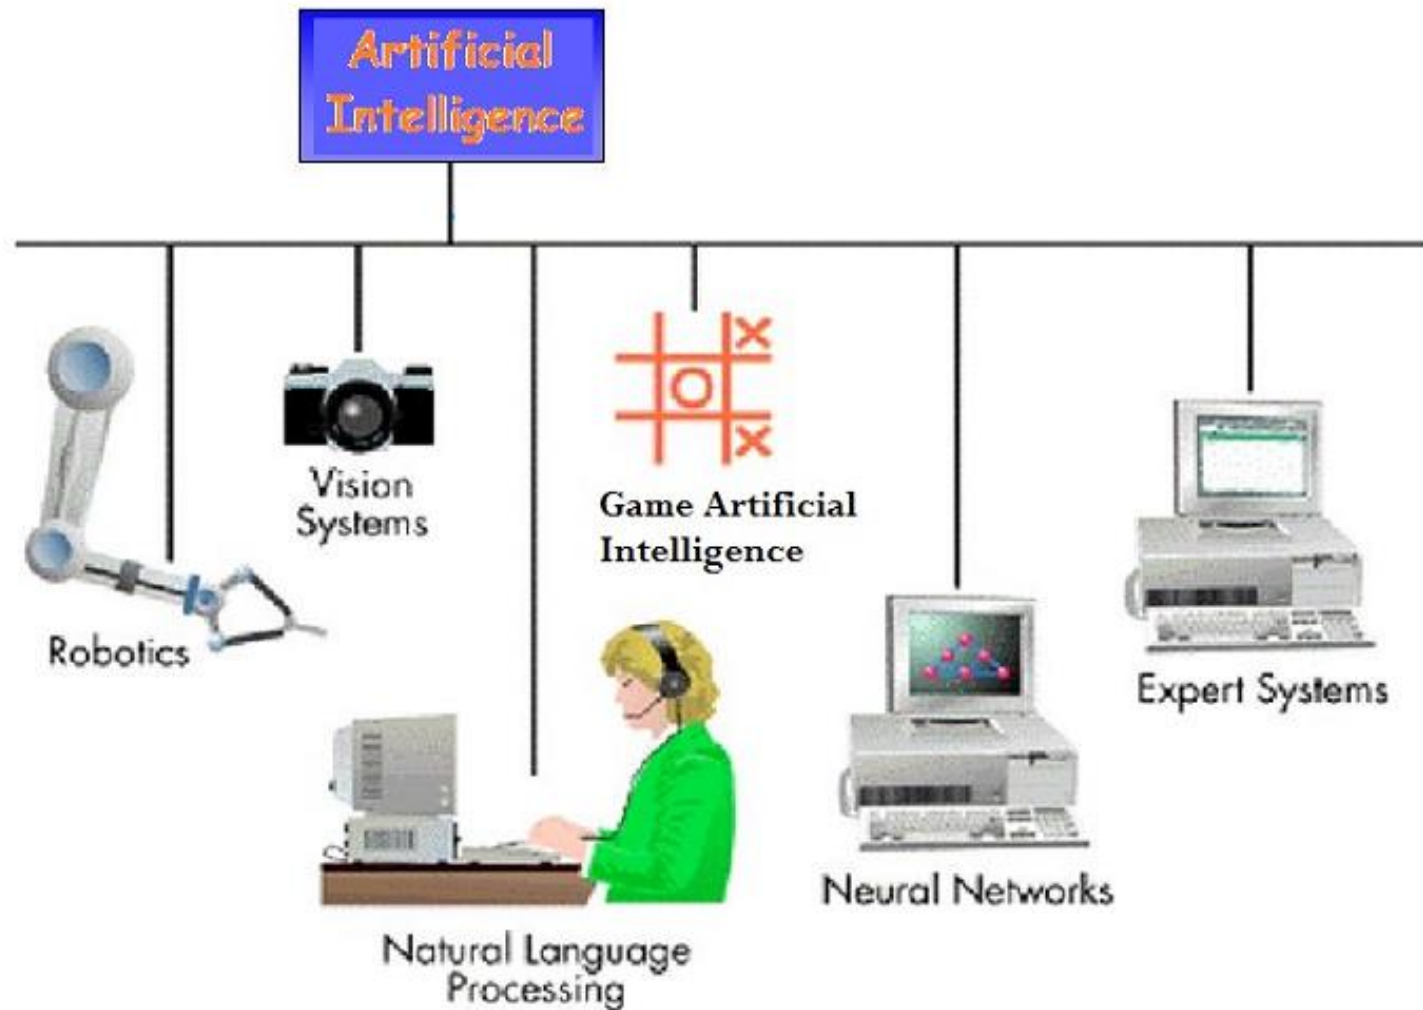 Artificial
Intelligence
Vision
Systems
Game Artificial
Intelligence
Robotics
Expert Systems
Neural Networks
Natural Language
Processing